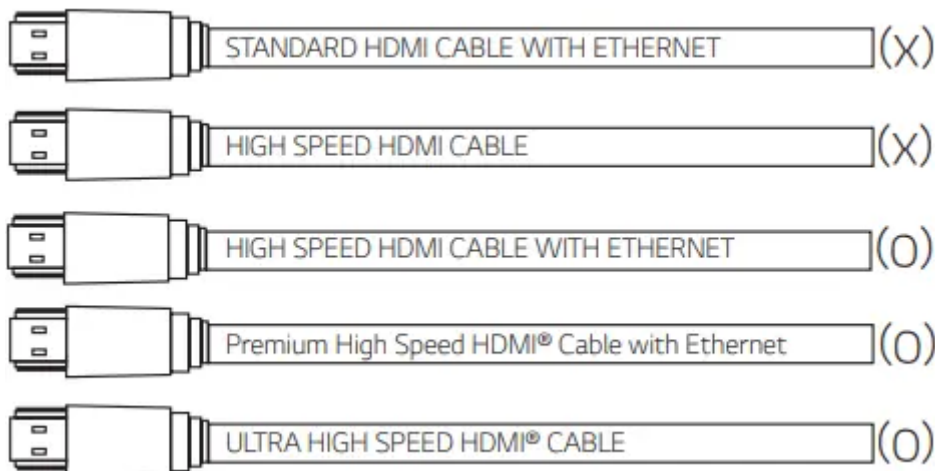 STANDARD HDMI CABLE WITH ETHERNET (X)
HIGH SPEED HDMI CABLE (X)
HIGH SPEED HDMI CABLE WITH ETHERNET (O)
Premium High Speed HDMI® Cable with Ethernet (O)
ULTRA HIGH SPEED HDMI® CABLE (O)